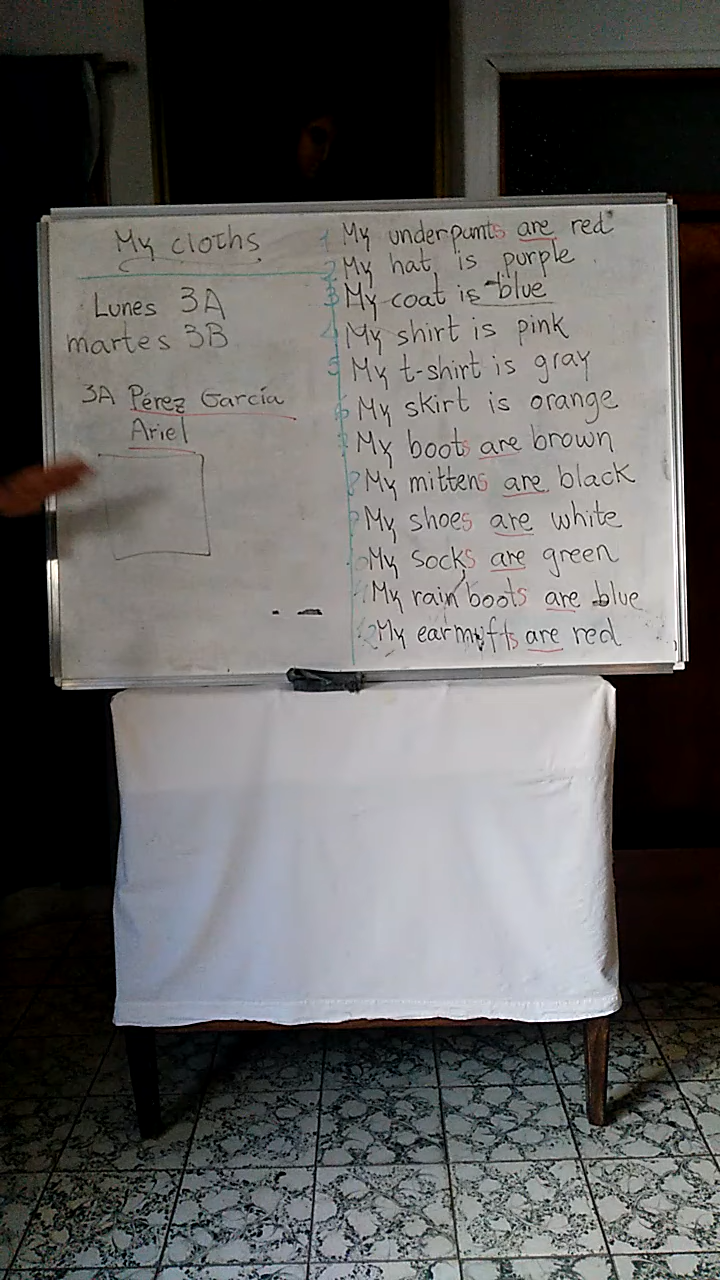 My cloths
Lunes 3A
martes 3B
3A Pérez García
Ariel
1 My underpants are red
2 My hat is purple
3 My coat is blue
4 My shirt is pink
5 My t-shirt is gray
6 My skirt is orange
7 My boots are brown
8 My mittens are black
9 My shoes are white
10 My socks are green
11 My rain boots are blue
12 My earmuffs are red